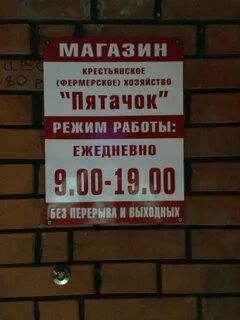 МАГАЗИН
КРЕСТЬЯНСКОЕ
(ФЕРМЕРСКОЕ) ХОЗЯЙСТВО
"Пятачок"
РЕЖИМ РАБОТЫ:
ЕЖЕДНЕВНО
9.00-19.00
БЕЗ ПЕРЕРЫВА И ВЫХОДНЫХ